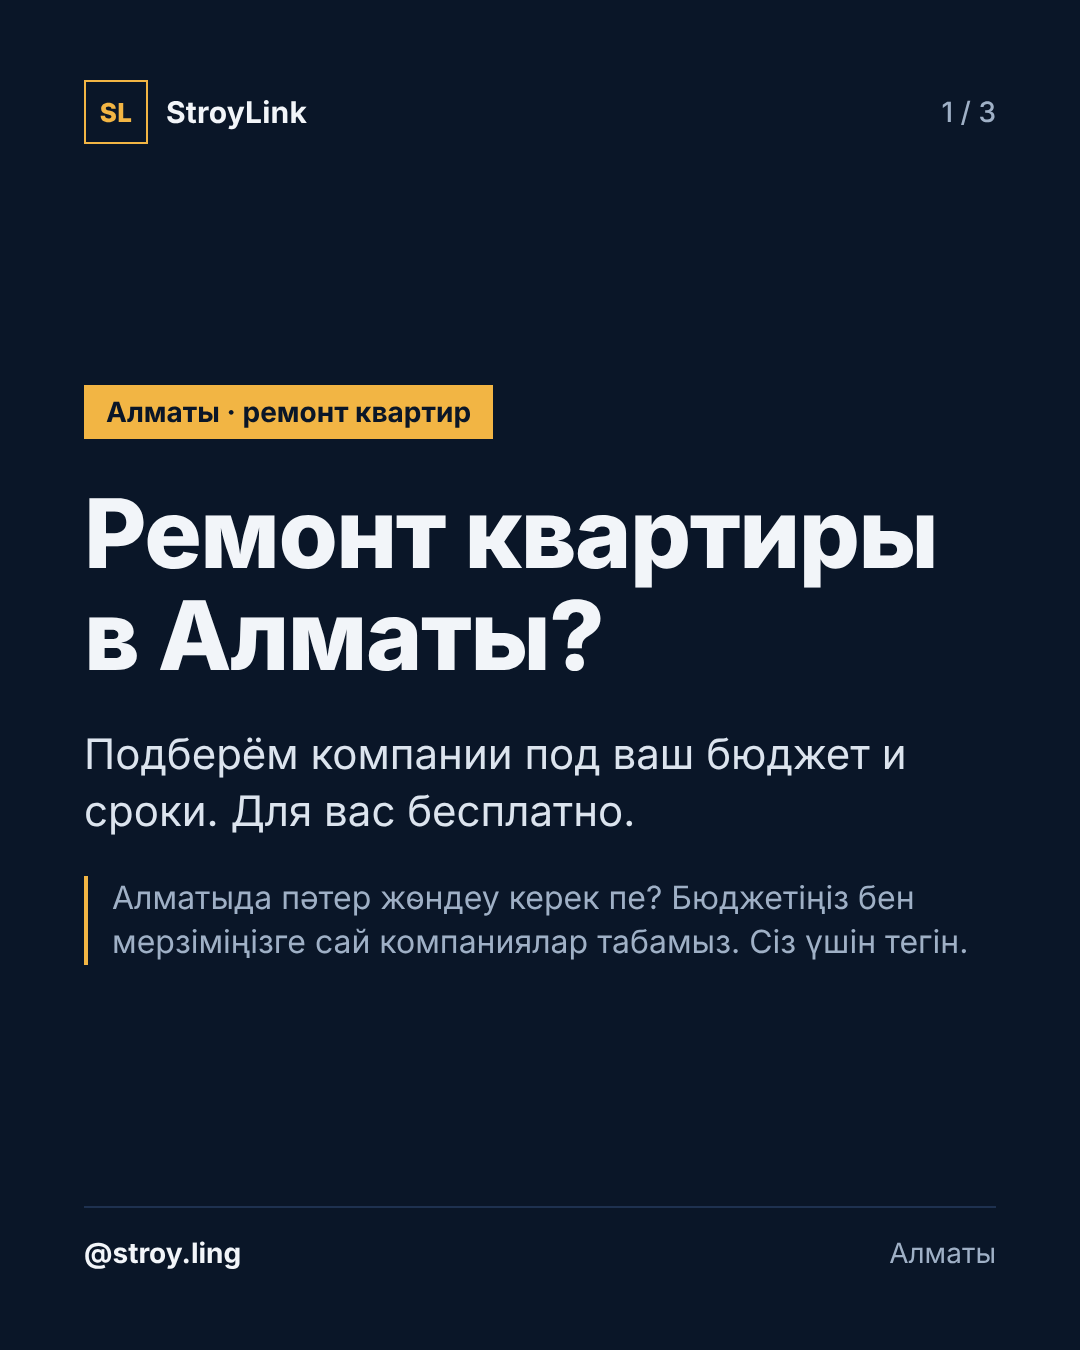 SL
StroyLink
1 / 3
Алматы · ремонт квартир
Ремонт квартиры
в Алматы?
Подберём компании под ваш бюджет и
сроки. Для вас бесплатно.
Алматыда пәтер жөндеу керек пе? Бюджетіңіз бен
мерзіміңізге сай компаниялар табамыз. Сіз үшін тегін.
@stroy.ling
Алматы